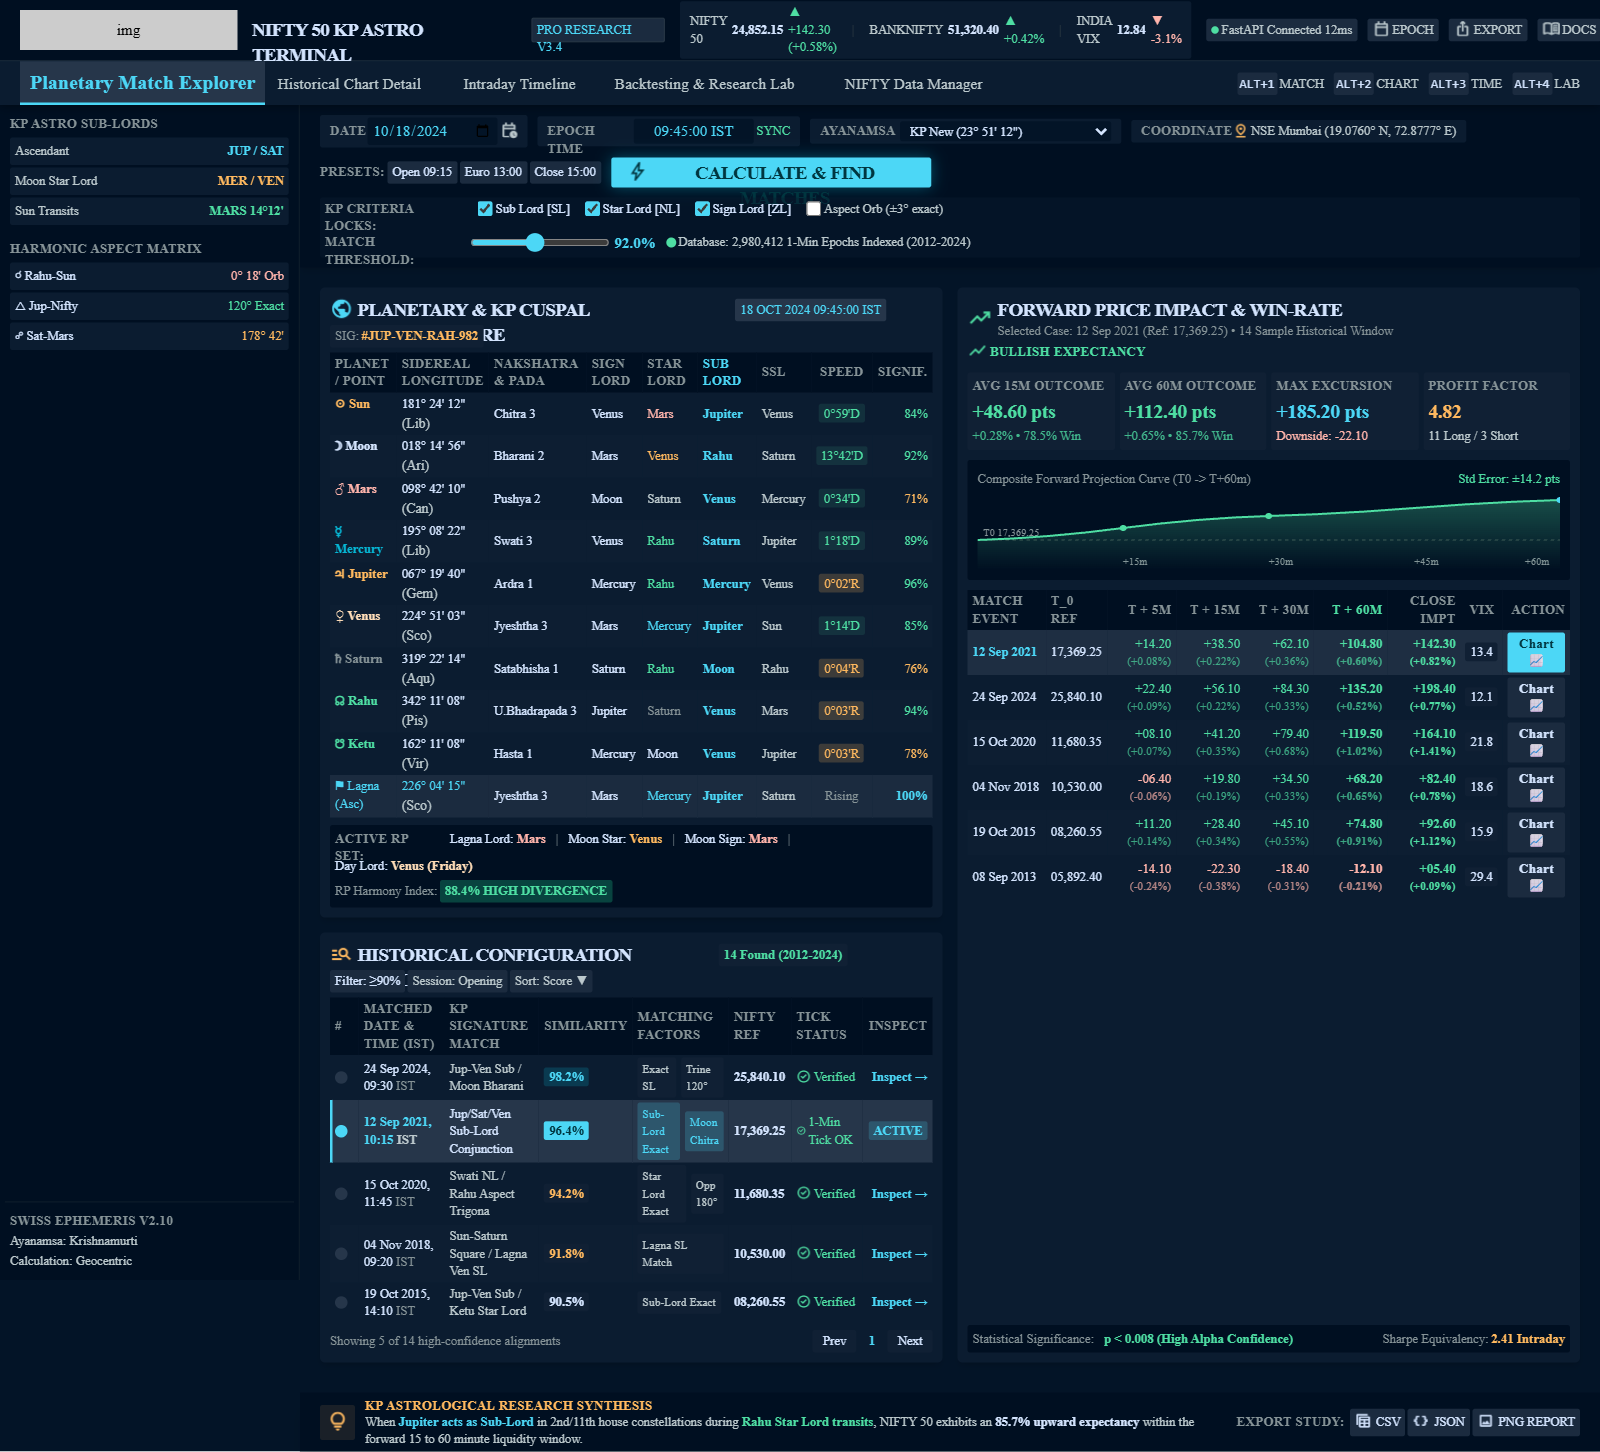 img
NIFTY 50 KP ASTRO
TERMINAL
PRO RESEARCH
V3.4
NIFTY
50
24,852.15
▲
+142.30
(+0.58%)
BANKNIFTY 51,320.40
▲
+0.42%
INDIA
VIX
12.84
▼
-3.1%
FastAPI Connected 12ms
EPOCH
EXPORT
DOCS
Planetary Match Explorer
Historical Chart Detail
Intraday Timeline
Backtesting & Research Lab
NIFTY Data Manager
ALT+1 MATCH ALT+2 CHART ALT+3 TIME ALT+4 LAB
KP ASTRO SUB-LORDS
Ascendant JUP / SAT
Moon Star Lord MER / VEN
Sun Transits MARS 14°12'
HARMONIC ASPECT MATRIX
☌ Rahu-Sun 0° 18' Orb
△ Jup-Nifty 120° Exact
☍ Sat-Mars 178° 42'
SWISS EPHEMERIS V2.10
Ayanamsa: Krishnamurti
Calculation: Geocentric
DATE 10/18/2024
EPOCH
TIME
09:45:00 IST SYNC
AYANAMSA KP New (23° 51' 12")
COORDINATE NSE Mumbai (19.0760° N, 72.8777° E)
PRESETS: Open 09:15 Euro 13:00 Close 15:00
CALCULATE & FIND
MATCHES
KP CRITERIA
LOCKS:
Sub Lord [SL] Star Lord [NL] Sign Lord [ZL] Aspect Orb (±3° exact)
MATCH
THRESHOLD:
92.0% Database: 2,980,412 1-Min Epochs Indexed (2012-2024)
PLANETARY & KP CUSPAL
18 OCT 2024 09:45:00 IST
SIG: #JUP-VEN-RAH-982 RE
PLANET
/ POINT
SIDEREAL
LONGITUDE
NAKSHATRA
& PADA
SIGN
LORD
STAR
LORD
SUB
LORD
SSL SPEED SIGNIF.
☉ Sun 181° 24' 12"
(Lib)
Chitra 3 Venus Mars Jupiter Venus 0°59'D 84%
☽ Moon 018° 14' 56"
(Ari)
Bharani 2 Mars Venus Rahu Saturn 13°42'D 92%
♂ Mars 098° 42' 10"
(Can)
Pushya 2 Moon Saturn Venus Mercury 0°34'D 71%
☿
Mercury
195° 08' 22"
(Lib)
Swati 3 Venus Rahu Saturn Jupiter 1°18'D 89%
♃ Jupiter 067° 19' 40"
(Gem)
Ardra 1 Mercury Rahu Mercury Venus 0°02'R 96%
♀ Venus 224° 51' 03"
(Sco)
Jyeshtha 3 Mars Mercury Jupiter Sun 1°14'D 85%
♄ Saturn 319° 22' 14"
(Aqu)
Satabhisha 1 Saturn Rahu Moon Rahu 0°04'R 76%
☊ Rahu 342° 11' 08"
(Pis)
U.Bhadrapada 3 Jupiter Saturn Venus Mars 0°03'R 94%
☋ Ketu 162° 11' 08"
(Vir)
Hasta 1 Mercury Moon Venus Jupiter 0°03'R 78%
⚑ Lagna
(Asc)
226° 04' 15"
(Sco)
Jyeshtha 3 Mars Mercury Jupiter Saturn Rising 100%
ACTIVE RP
SET:
Lagna Lord: Mars | Moon Star: Venus | Moon Sign: Mars |
Day Lord: Venus (Friday)
RP Harmony Index: 88.4% HIGH DIVERGENCE
HISTORICAL CONFIGURATION
14 Found (2012-2024)
Filter: ≥90% Session: Opening Sort: Score ▼
#
MATCHED
DATE &
TIME (IST)
KP
SIGNATURE
MATCH
SIMILARITY
MATCHING
FACTORS
NIFTY
REF
TICK
STATUS
INSPECT
24 Sep 2024,
09:30 IST
Jup-Ven Sub /
Moon Bharani
98.2%
Exact
SL
Trine
120°
25,840.10 Verified Inspect →
12 Sep 2021,
10:15 IST
Jup/Sat/Ven
Sub-Lord
Conjunction
96.4%
Sub-
Lord
Exact
Moon
Chitra
17,369.25
1-Min
Tick OK
ACTIVE
15 Oct 2020,
11:45 IST
Swati NL /
Rahu Aspect
Trigona
94.2%
Star
Lord
Exact
Opp
180°
11,680.35 Verified Inspect →
04 Nov 2018,
09:20 IST
Sun-Saturn
Square / Lagna
Ven SL
91.8%
Lagna SL
Match
10,530.00 Verified Inspect →
19 Oct 2015,
14:10 IST
Jup-Ven Sub /
Ketu Star Lord
90.5% Sub-Lord Exact 08,260.55 Verified Inspect →
Showing 5 of 14 high-confidence alignments Prev 1 Next
FORWARD PRICE IMPACT & WIN-RATE
Selected Case: 12 Sep 2021 (Ref: 17,369.25) • 14 Sample Historical Window
BULLISH EXPECTANCY
AVG 15M OUTCOME
+48.60 pts
+0.28% • 78.5% Win
AVG 60M OUTCOME
+112.40 pts
+0.65% • 85.7% Win
MAX EXCURSION
+185.20 pts
Downside: -22.10
PROFIT FACTOR
4.82
11 Long / 3 Short
Composite Forward Projection Curve (T0 -> T+60m) Std Error: ±14.2 pts
T0 17,369.25
+15m +30m +45m +60m
MATCH
EVENT
T_0
REF
T + 5M T + 15M T + 30M T + 60M
CLOSE
IMPT
VIX ACTION
12 Sep 2021 17,369.25 +14.20 +38.50 +62.10 +104.80 +142.30 13.4 Chart
(+0.08%) (+0.22%) (+0.36%) (+0.60%) (+0.82%)
24 Sep 2024 25,840.10 +22.40 +56.10 +84.30 +135.20 +198.40 12.1 Chart
(+0.09%) (+0.22%) (+0.33%) (+0.52%) (+0.77%)
15 Oct 2020 11,680.35 +08.10 +41.20 +79.40 +119.50 +164.10 21.8 Chart
(+0.07%) (+0.35%) (+0.68%) (+1.02%) (+1.41%)
04 Nov 2018 10,530.00 -06.40 +19.80 +34.50 +68.20 +82.40 18.6 Chart
(-0.06%) (+0.19%) (+0.33%) (+0.65%) (+0.78%)
19 Oct 2015 08,260.55 +11.20 +28.40 +45.10 +74.80 +92.60 15.9 Chart
(+0.14%) (+0.34%) (+0.55%) (+0.91%) (+1.12%)
08 Sep 2013 05,892.40 -14.10 -22.30 -18.40 -12.10 +05.40 29.4 Chart
(-0.24%) (-0.38%) (-0.31%) (-0.21%) (+0.09%)
Statistical Significance: p < 0.008 (High Alpha Confidence) Sharpe Equivalency: 2.41 Intraday
KP ASTROLOGICAL RESEARCH SYNTHESIS
When Jupiter acts as Sub-Lord in 2nd/11th house constellations during Rahu Star Lord transits, NIFTY 50 exhibits an 85.7% upward expectancy within the
forward 15 to 60 minute liquidity window.
EXPORT STUDY: CSV JSON PNG REPORT